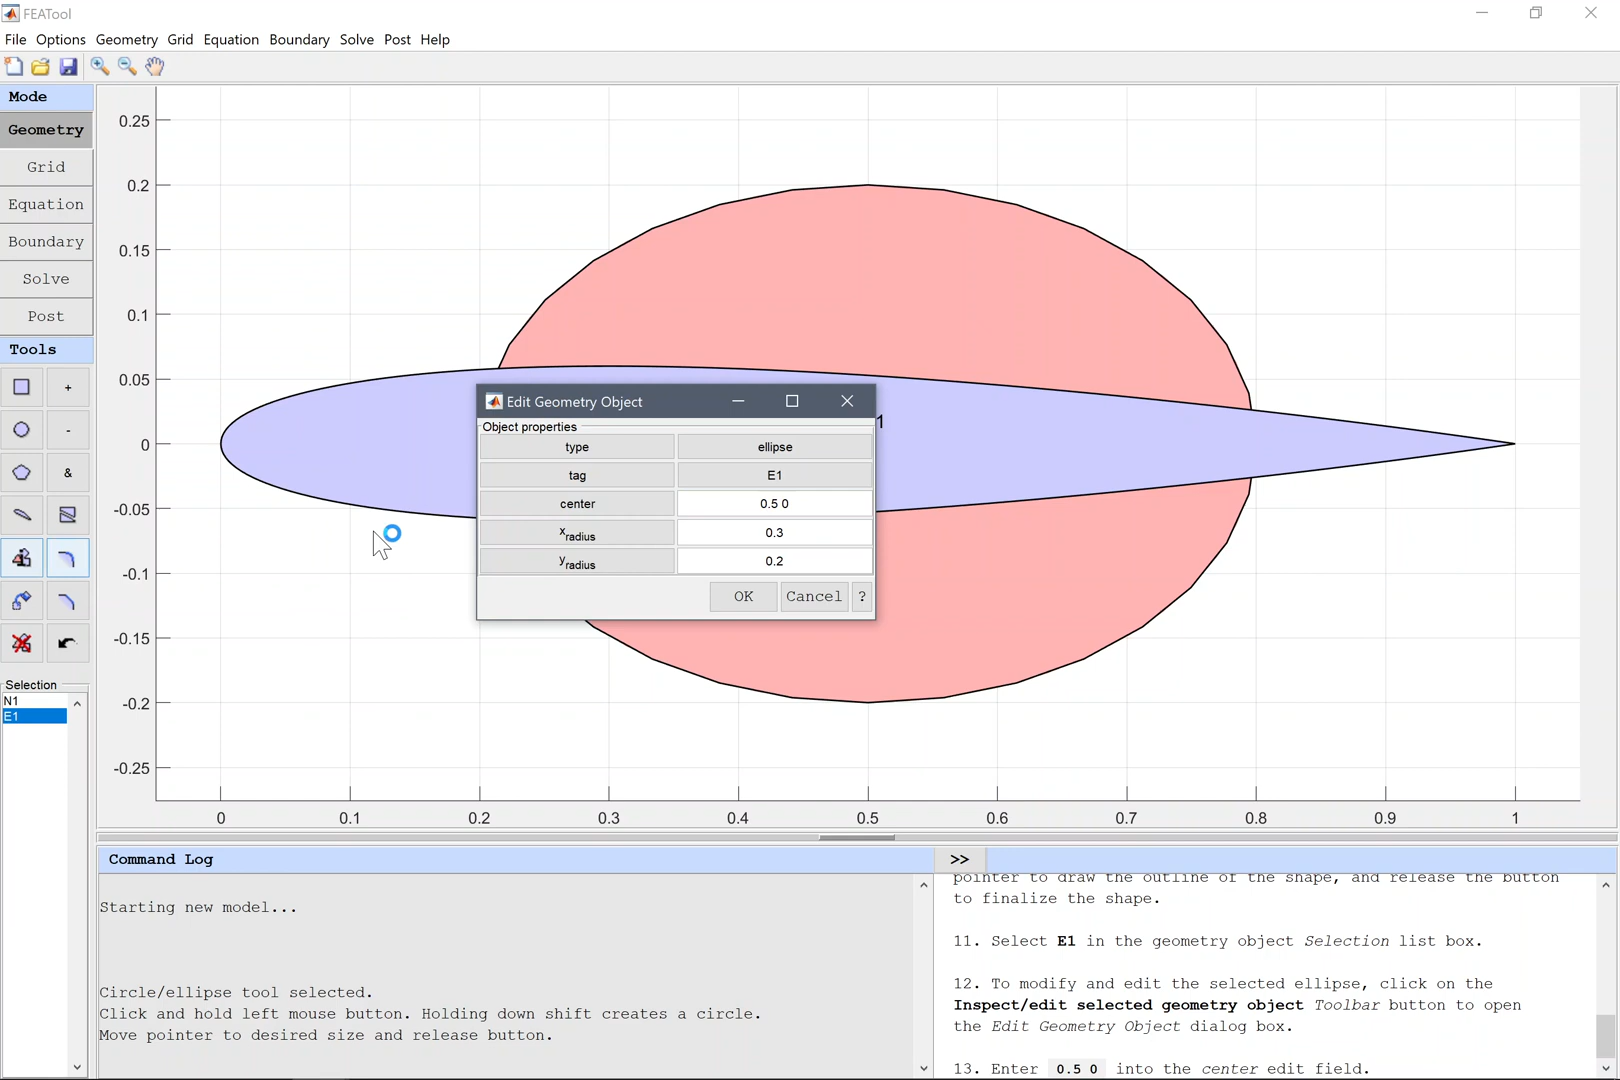 FEATool
File Options Geometry Grid Equation Boundary Solve Post Help
Mode
Geometry
Grid
Equation
Boundary
Solve
Post
Tools
+
-
&
Selection
N1
E1
0.25
0.2
0.15
0.1
0.05
0
-0.05
-0.1
-0.15
-0.2
-0.25
0 0.1 0.2 0.3 0.4 0.5 0.6 0.7 0.8 0.9 1
1
Edit Geometry Object
Object properties
type ellipse
tag E1
center 0.5 0
xradius 0.3
yradius 0.2
OK Cancel ?
Command Log
>>
Starting new model...
Circle/ellipse tool selected.
Click and hold left mouse button. Holding down shift creates a circle.
Move pointer to desired size and release button.
pointer to draw the outline of the shape, and release the button
to finalize the shape.
11. Select E1 in the geometry object Selection list box.
12. To modify and edit the selected ellipse, click on the
Inspect/edit selected geometry object Toolbar button to open
the Edit Geometry Object dialog box.
13. Enter 0.5 0 into the center edit field.